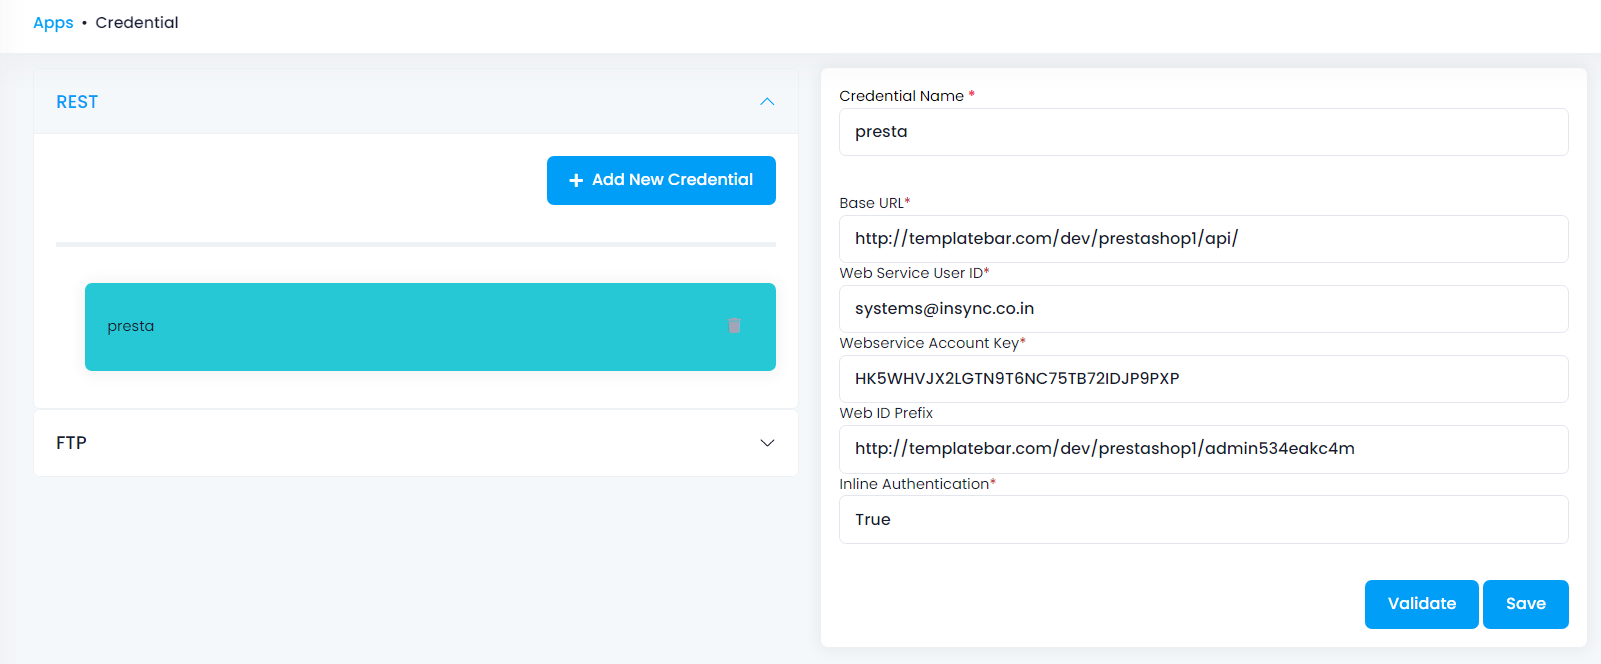 Apps • Credential
REST
Add New Credential
presta
FTP
Credential Name *
presta
Base URL*
http://templatebar.com/dev/prestashop1/api/
Web Service User ID*
systems@insync.co.in
Webservice Account Key*
HK5WHVJX2LGTN9T6NC75TB72IDJP9PXP
Web ID Prefix
http://templatebar.com/dev/prestashop1/admin534eakc4m
Inline Authentication*
True
Validate
Save